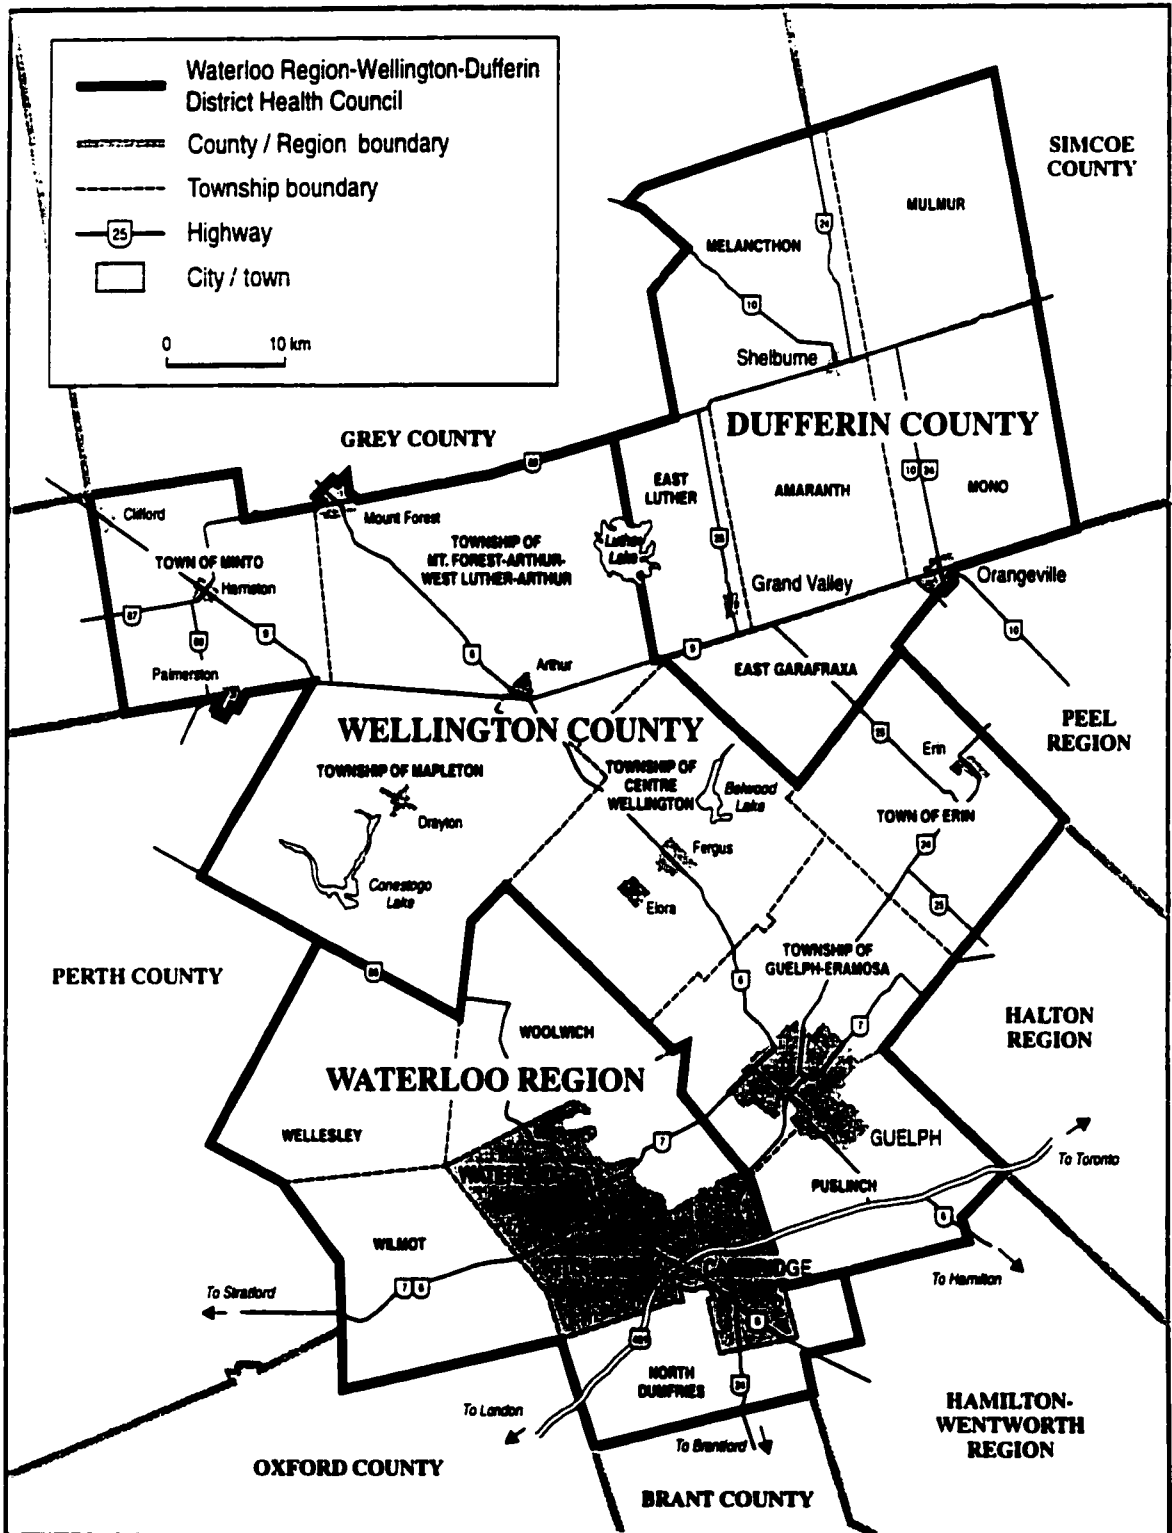 Waterloo Region-Wellington-Dufferin
District Health Council
County / Region boundary
Township boundary
25
Highway
City / town
0
10 km
SIMCOE
COUNTY
MULMUR
24
MELANCTHON
10
Shelburne
DUFFERIN COUNTY
GREY COUNTY
89
EAST
LUTHER
AMARANTH
10
24
MONO
Clifford
Mount Forest
TOWNSHIP OF
MT. FOREST-ARTHUR-
WEST LUTHER-ARTHUR
Luther
Lake
25
TOWN OF MINTO
Harriston
Grand Valley
Orangeville
87
9
6
9
10
Palmerston
Arthur
EAST GARAFRAXA
WELLINGTON COUNTY
25
PEEL
REGION
Erin
TOWNSHIP OF MAPLETON
TOWNSHIP OF
CENTRE
WELLINGTON
Belwood
Lake
Drayton
TOWN OF ERIN
24
Fergus
Conestogo
Lake
Elora
25
TOWNSHIP OF
GUELPH-ERAMOSA
PERTH COUNTY
86
6
HALTON
REGION
WOOLWICH
7
WATERLOO REGION
WELLESLEY
7
GUELPH
To Toronto
WATERLOO
PUSLINCH
6
WILMOT
CAMBRIDGE
To Stratford
7
8
To Hamilton
8
401
NORTH
DUMFRIES
24
To London
To Brantford
HAMILTON-
WENTWORTH
REGION
OXFORD COUNTY
BRANT COUNTY